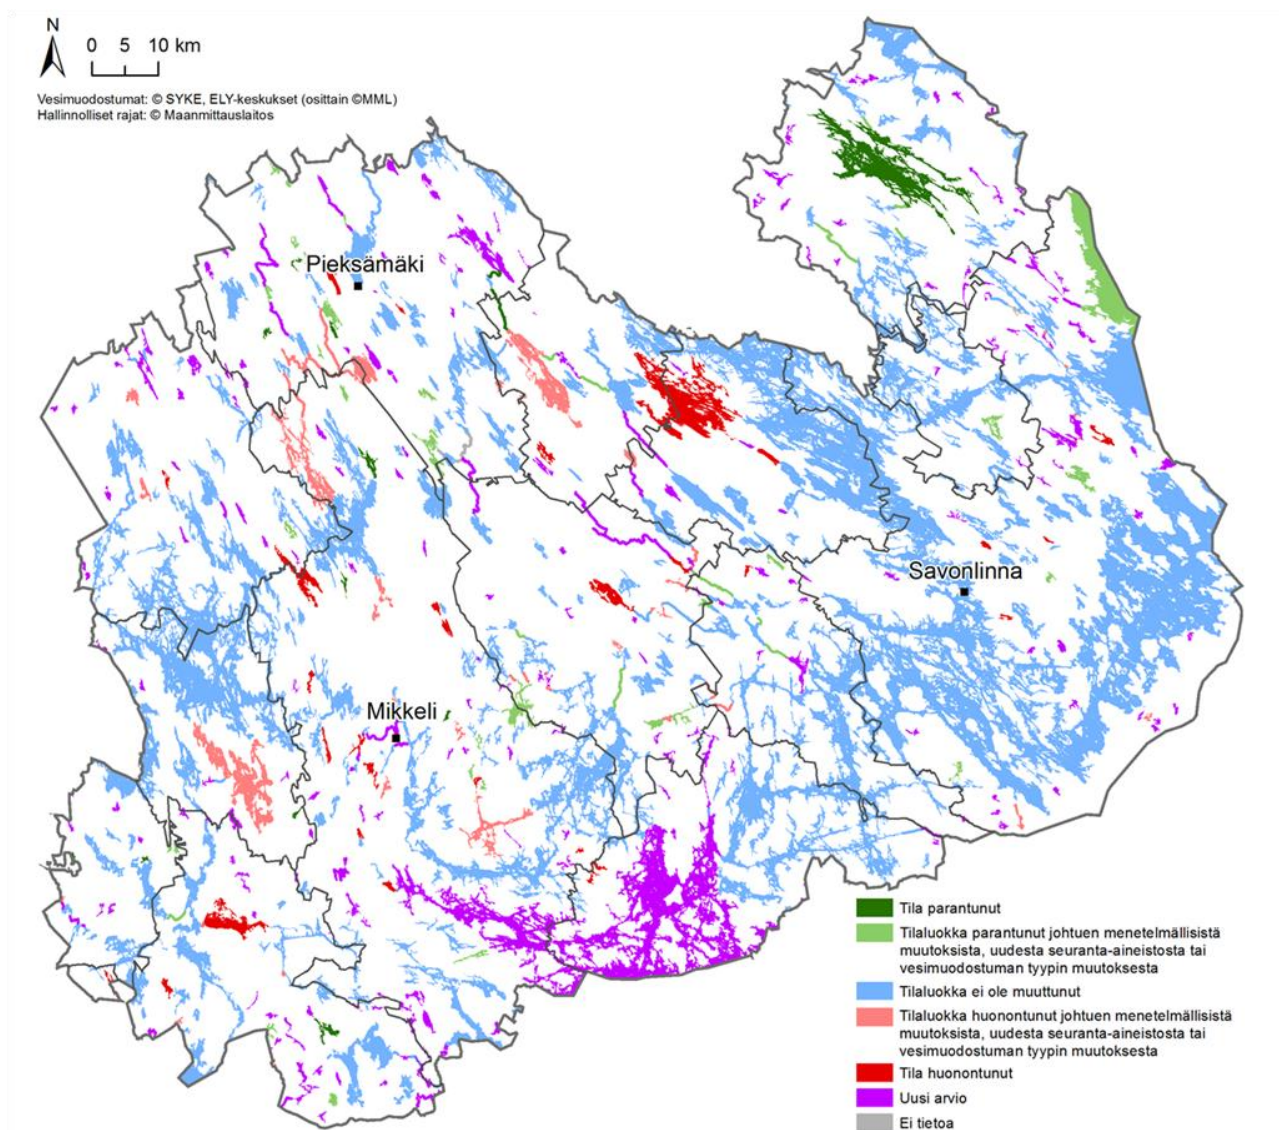 N
0 5 10 km
Vesimuodostumat: © SYKE, ELY-keskukset (osittain ©MML)
Hallinnolliset rajat: © Maanmittauslaitos
Pieksämäki
Savonlinna
Mikkeli
Tila parantunut
Tilaluokka parantunut johtuen menetelmällisistä
muutoksista, uudesta seuranta-aineistosta tai
vesimuodostuman tyypin muutoksesta
Tilaluokka ei ole muuttunut
Tilaluokka huonontunut johtuen menetelmällisistä
muutoksista, uudesta seuranta-aineistosta tai
vesimuodostuman tyypin muutoksesta
Tila huonontunut
Uusi arvio
Ei tietoa